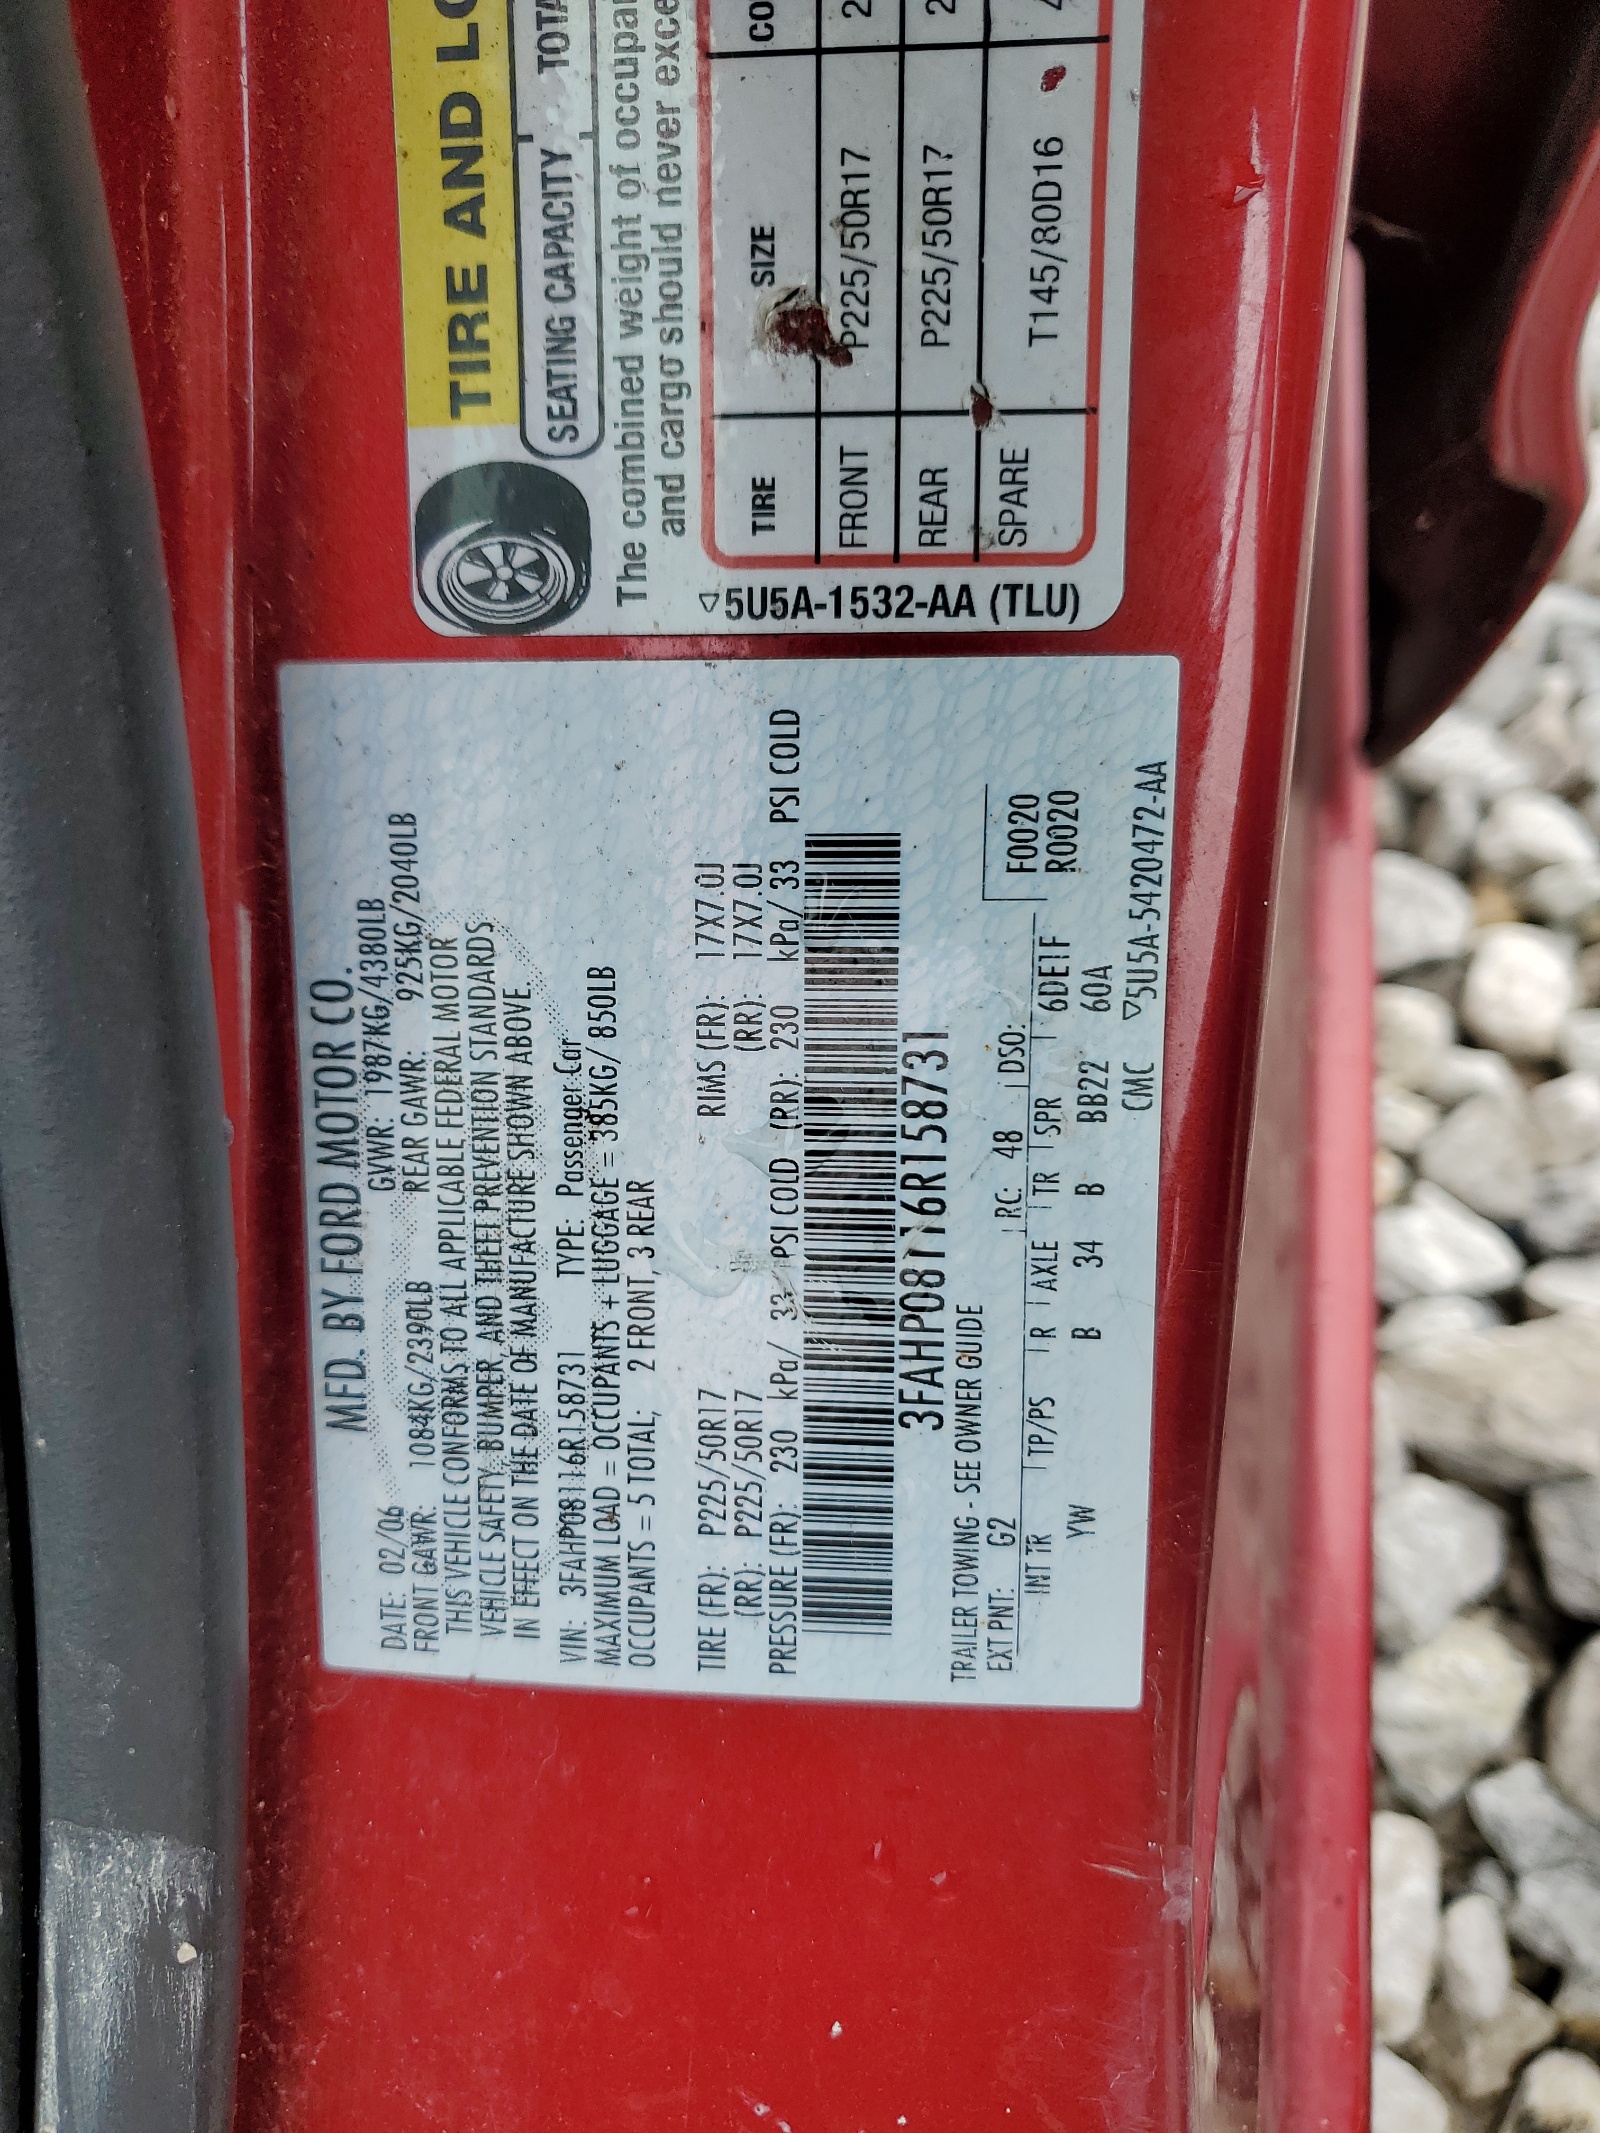 MFD. BY FORD MOTOR CO.
DATE: 02/06 GVWR: 1987KG/4380LB
FRONT GAWR: 1084KG/2390LB REAR GAWR: 925KG/2040LB
THIS VEHICLE CONFORMS TO ALL APPLICABLE FEDERAL MOTOR
VEHICLE SAFETY, BUMPER, AND THEFT PREVENTION STANDARDS
IN EFFECT ON THE DATE OF MANUFACTURE SHOWN ABOVE.
VIN: 3FAHP08116R158731 TYPE: Passenger Car
MAXIMUM LOAD = OCCUPANTS + LUGGAGE = 385KG/ 850LB
OCCUPANTS = 5 TOTAL; 2 FRONT, 3 REAR
TIRE (FR): P225/50R17 RIMS (FR): 17X7.0J
(RR): P225/50R17 (RR): 17X7.0J
PRESSURE (FR): 230 kPa/ 33 PSI COLD (RR): 230 kPa/ 33 PSI COLD
3FAHP08116R158731
TRAILER TOWING - SEE OWNER GUIDE
EXT PNT: G2 RC: 48 DSO: F0020
R0020
INT TR TP/PS R AXLE TR SPR 6DE1F
YW B 34 B BB22 60A
CMC ▽5U5A-5420472-AA
TIRE AND LO
SEATING CAPACITY TOTA
The combined weight of occupa
and cargo should never exce
TIRE SIZE CO
FRONT P225/50R17 2
REAR P225/50R17 2
SPARE T145/80D16 4
▽5U5A-1532-AA (TLU)